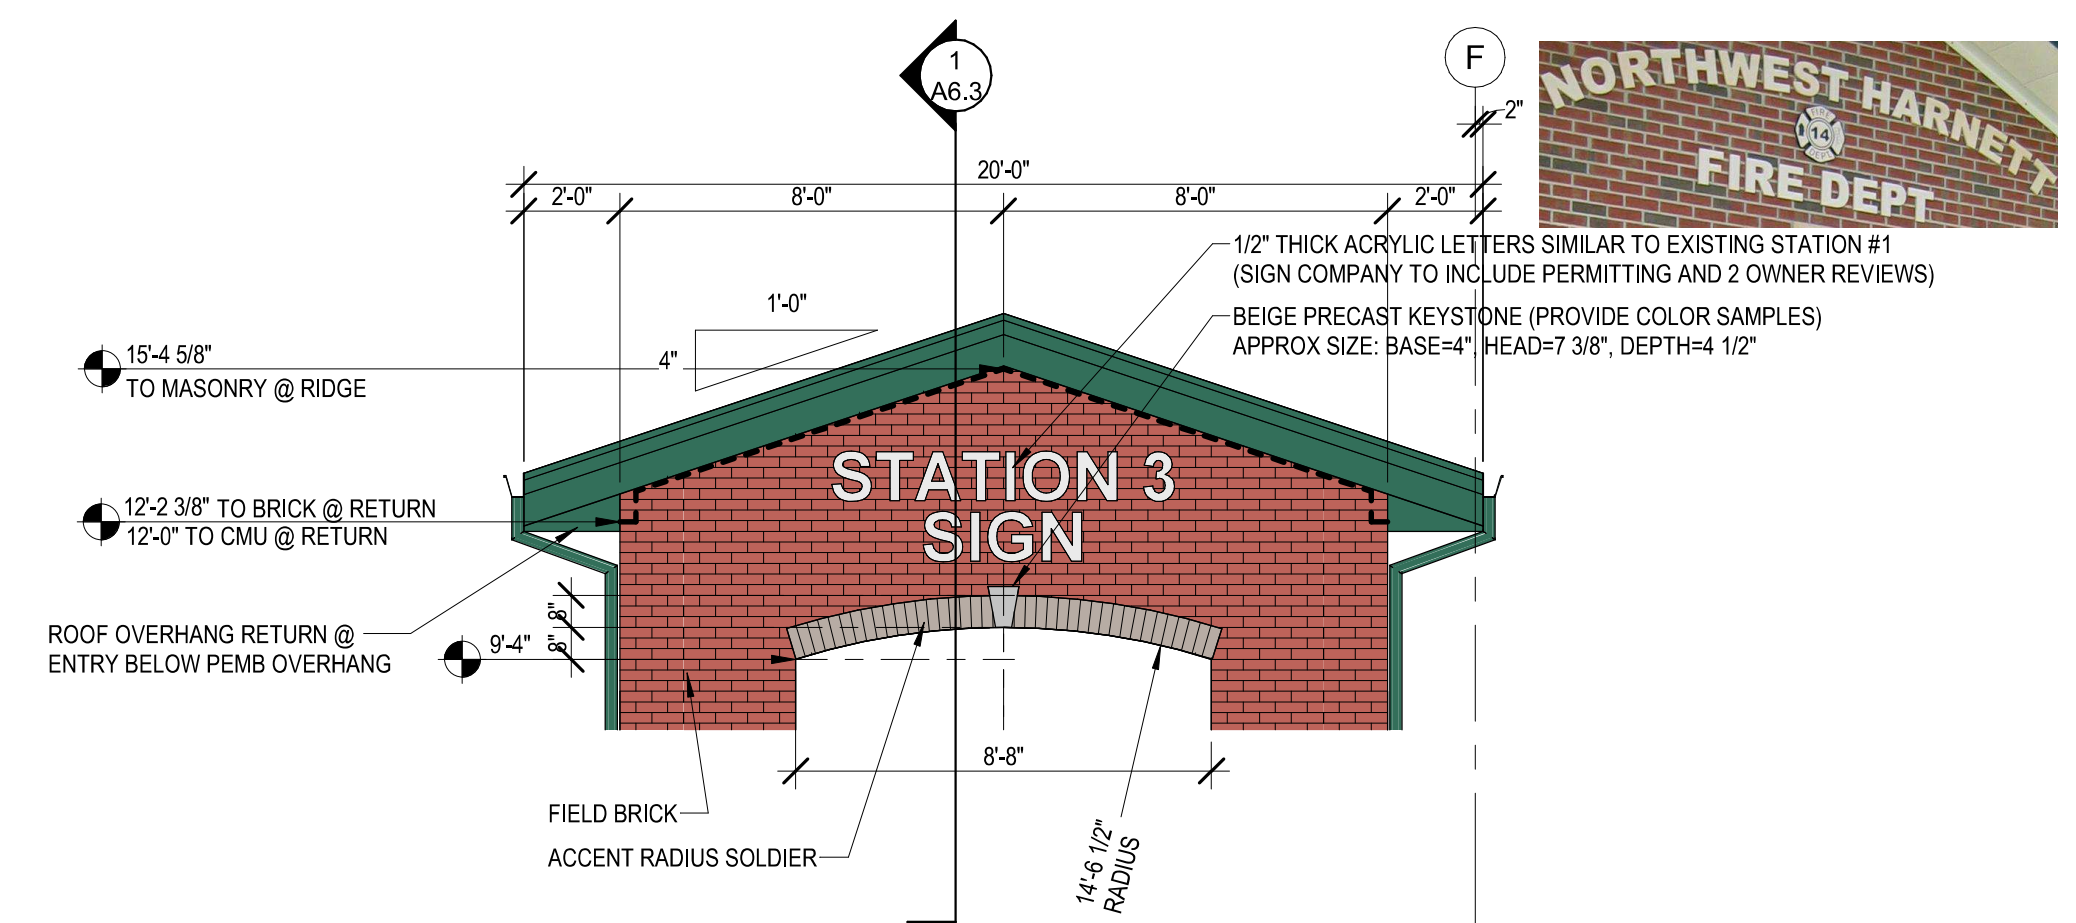 1
A6.3
F
2"
20'-0"
2'-0"
8'-0"
8'-0"
2'-0"
NORTHWEST HARNETT
FIRE
14
DEPT
FIRE DEPT
1/2" THICK ACRYLIC LETTERS SIMILAR TO EXISTING STATION #1
(SIGN COMPANY TO INCLUDE PERMITTING AND 2 OWNER REVIEWS)
BEIGE PRECAST KEYSTONE (PROVIDE COLOR SAMPLES)
APPROX SIZE: BASE=4", HEAD=7 3/8", DEPTH=4 1/2"
1'-0"
4"
15'-4 5/8"
TO MASONRY @ RIDGE
STATION 3
SIGN
12'-2 3/8" TO BRICK @ RETURN
12'-0" TO CMU @ RETURN
8"
8"
ROOF OVERHANG RETURN @
ENTRY BELOW PEMB OVERHANG
9'-4"
8'-8"
FIELD BRICK
ACCENT RADIUS SOLDIER
14'-6 1/2"
RADIUS